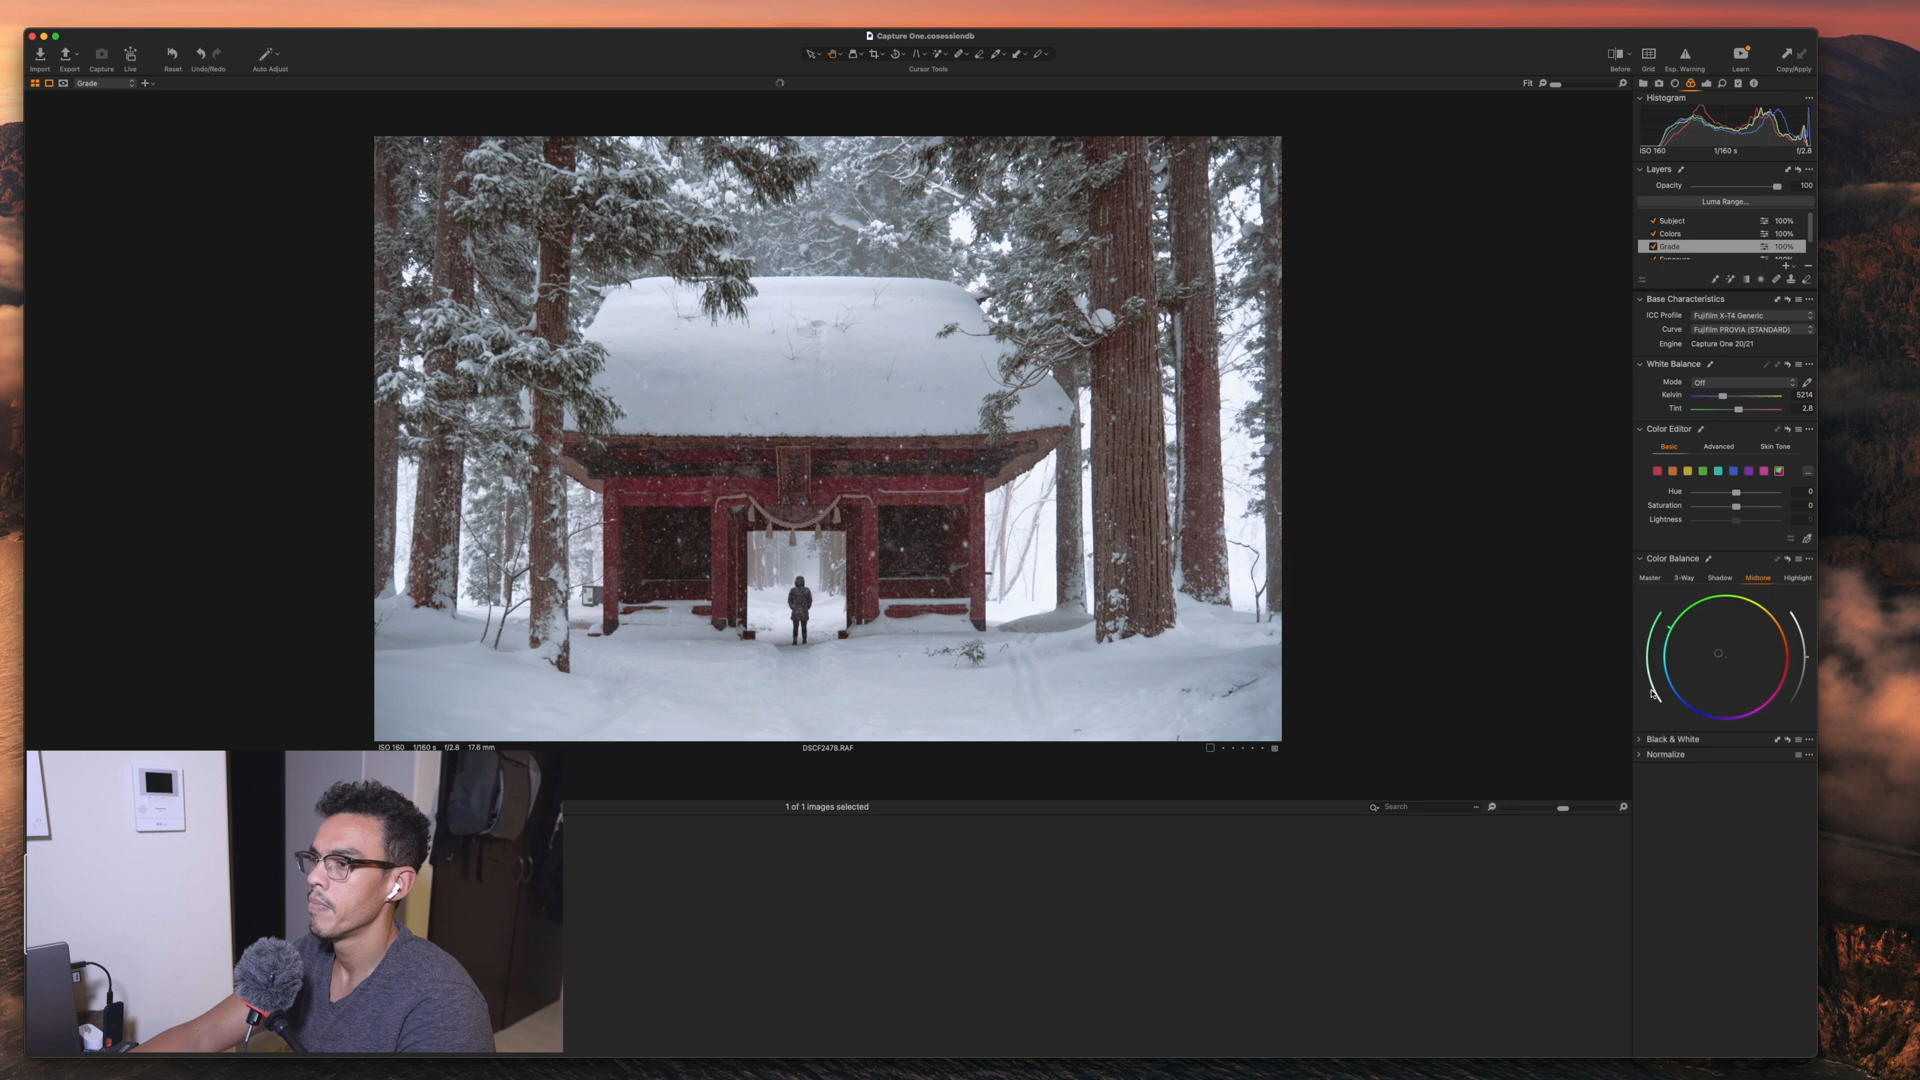 Capture One.cosessiondb
Import
Export
Capture
Live
Reset
Undo/Redo
Auto Adjust
Cursor Tools
Before
Grid
Exp. Warning
Learn
Copy/Apply
Grade
Fit
Histogram
ISO 160
1/160 s
f/2.8
Layers
Opacity
100
Luma Range...
Subject
100%
Colors
100%
Grade
100%
Base Characteristics
ICC Profile
Fujifilm X-T4 Generic
Curve
Fujifilm PROVIA (STANDARD)
Engine
Capture One 20/21
White Balance
Mode
Off
Kelvin
5214
Tint
2.8
Color Editor
Basic
Advanced
Skin Tone
Hue
0
Saturation
0
Lightness
0
Color Balance
Master
3-Way
Shadow
Midtone
Highlight
Black & White
Normalize
ISO 160
1/160 s
f/2.8
17.6 mm
DSCF2478.RAF
1 of 1 images selected
Search